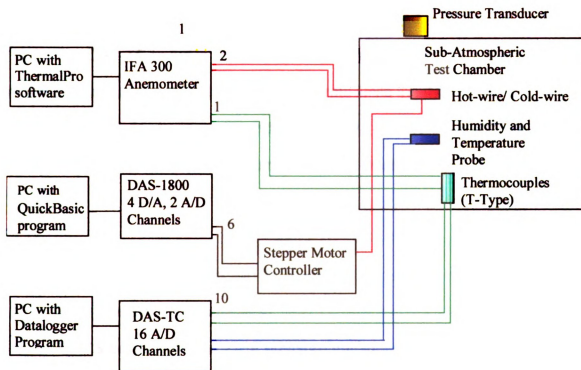 Pressure Transducer
1
PC with
ThermalPro
software
IFA 300
Anemometer
2
1
Sub-Atmospheric
Test Chamber
Hot-wire/ Cold-wire
Humidity and
Temperature
Probe
Thermocouples
(T-Type)
PC with
QuickBasic
program
DAS-1800
4 D/A, 2 A/D
Channels
6
Stepper Motor
Controller
PC with
Datalogger
Program
DAS-TC
16 A/D
Channels
10